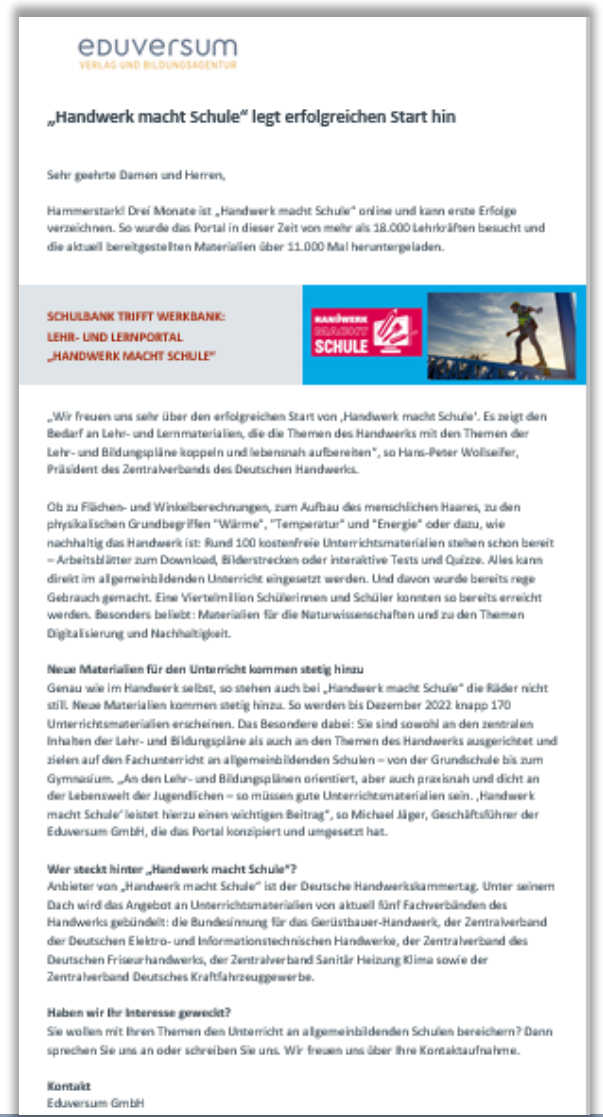 eDUversum
VERLAG UND BILDUNGSAGENTUR
„Handwerk macht Schule“ legt erfolgreichen Start hin
Sehr geehrte Damen und Herren,
Hammerstark! Drei Monate ist „Handwerk macht Schule“ online und kann erste Erfolge
verzeichnen. So wurde das Portal in dieser Zeit von mehr als 18.000 Lehrkräften besucht und
die aktuell bereitgestellten Materialien über 11.000 Mal heruntergeladen.
SCHULBANK TRIFFT WERKBANK:
LEHR- UND LERNPORTAL
„HANDWERK MACHT SCHULE“
HANDWERK
MACHT
SCHULE
„Wir freuen uns sehr über den erfolgreichen Start von ‚Handwerk macht Schule‘. Es zeigt den
Bedarf an Lehr- und Lernmaterialien, die die Themen des Handwerks mit den Themen der
Lehr- und Bildungspläne koppeln und lebensnah aufbereiten“, so Hans-Peter Wollseifer,
Präsident des Zentralverbands des Deutschen Handwerks.
Ob zu Flächen- und Winkelberechnungen, zum Aufbau des menschlichen Haares, zu den
physikalischen Grundbegriffen "Wärme", "Temperatur" und "Energie" oder dazu, wie
nachhaltig das Handwerk ist: Rund 100 kostenfreie Unterrichtsmaterialien stehen schon bereit
– Arbeitsblätter zum Download, Bilderstrecken oder interaktive Tests und Quizze. Alles kann
direkt im allgemeinbildenden Unterricht eingesetzt werden. Und davon wurde bereits rege
Gebrauch gemacht. Eine Viertelmillion Schülerinnen und Schüler konnten so bereits erreicht
werden. Besonders beliebt: Materialien für die Naturwissenschaften und zu den Themen
Digitalisierung und Nachhaltigkeit.
Neue Materialien für den Unterricht kommen stetig hinzu
Genau wie im Handwerk selbst, so stehen auch bei „Handwerk macht Schule“ die Räder nicht
still. Neue Materialien kommen stetig hinzu. So werden bis Dezember 2022 knapp 170
Unterrichtsmaterialien erscheinen. Das Besondere dabei: Sie sind sowohl an den zentralen
Inhalten der Lehr- und Bildungspläne als auch an den Themen des Handwerks ausgerichtet und
zielen auf den Fachunterricht an allgemeinbildenden Schulen – von der Grundschule bis zum
Gymnasium. „An den Lehr- und Bildungsplänen orientiert, aber auch praxisnah und dicht an
der Lebenswelt der Jugendlichen – so müssen gute Unterrichtsmaterialien sein. ‚Handwerk
macht Schule‘ leistet hierzu einen wichtigen Beitrag“, so Michael Jäger, Geschäftsführer der
Eduversum GmbH, die das Portal konzipiert und umgesetzt hat.
Wer steckt hinter „Handwerk macht Schule“?
Anbieter von „Handwerk macht Schule“ ist der Deutsche Handwerkskammertag. Unter seinem
Dach wird das Angebot an Unterrichtsmaterialien von aktuell fünf Fachverbänden des
Handwerks gebündelt: die Bundesinnung für das Gerüstbauer-Handwerk, der Zentralverband
der Deutschen Elektro- und Informationstechnischen Handwerke, der Zentralverband des
Deutschen Friseurhandwerks, der Zentralverband Sanitär Heizung Klima sowie der
Zentralverband Deutsches Kraftfahrzeuggewerbe.
Haben wir Ihr Interesse geweckt?
Sie wollen mit Ihren Themen den Unterricht an allgemeinbildenden Schulen bereichern? Dann
sprechen Sie uns an oder schreiben Sie uns. Wir freuen uns über Ihre Kontaktaufnahme.
Kontakt
Eduversum GmbH